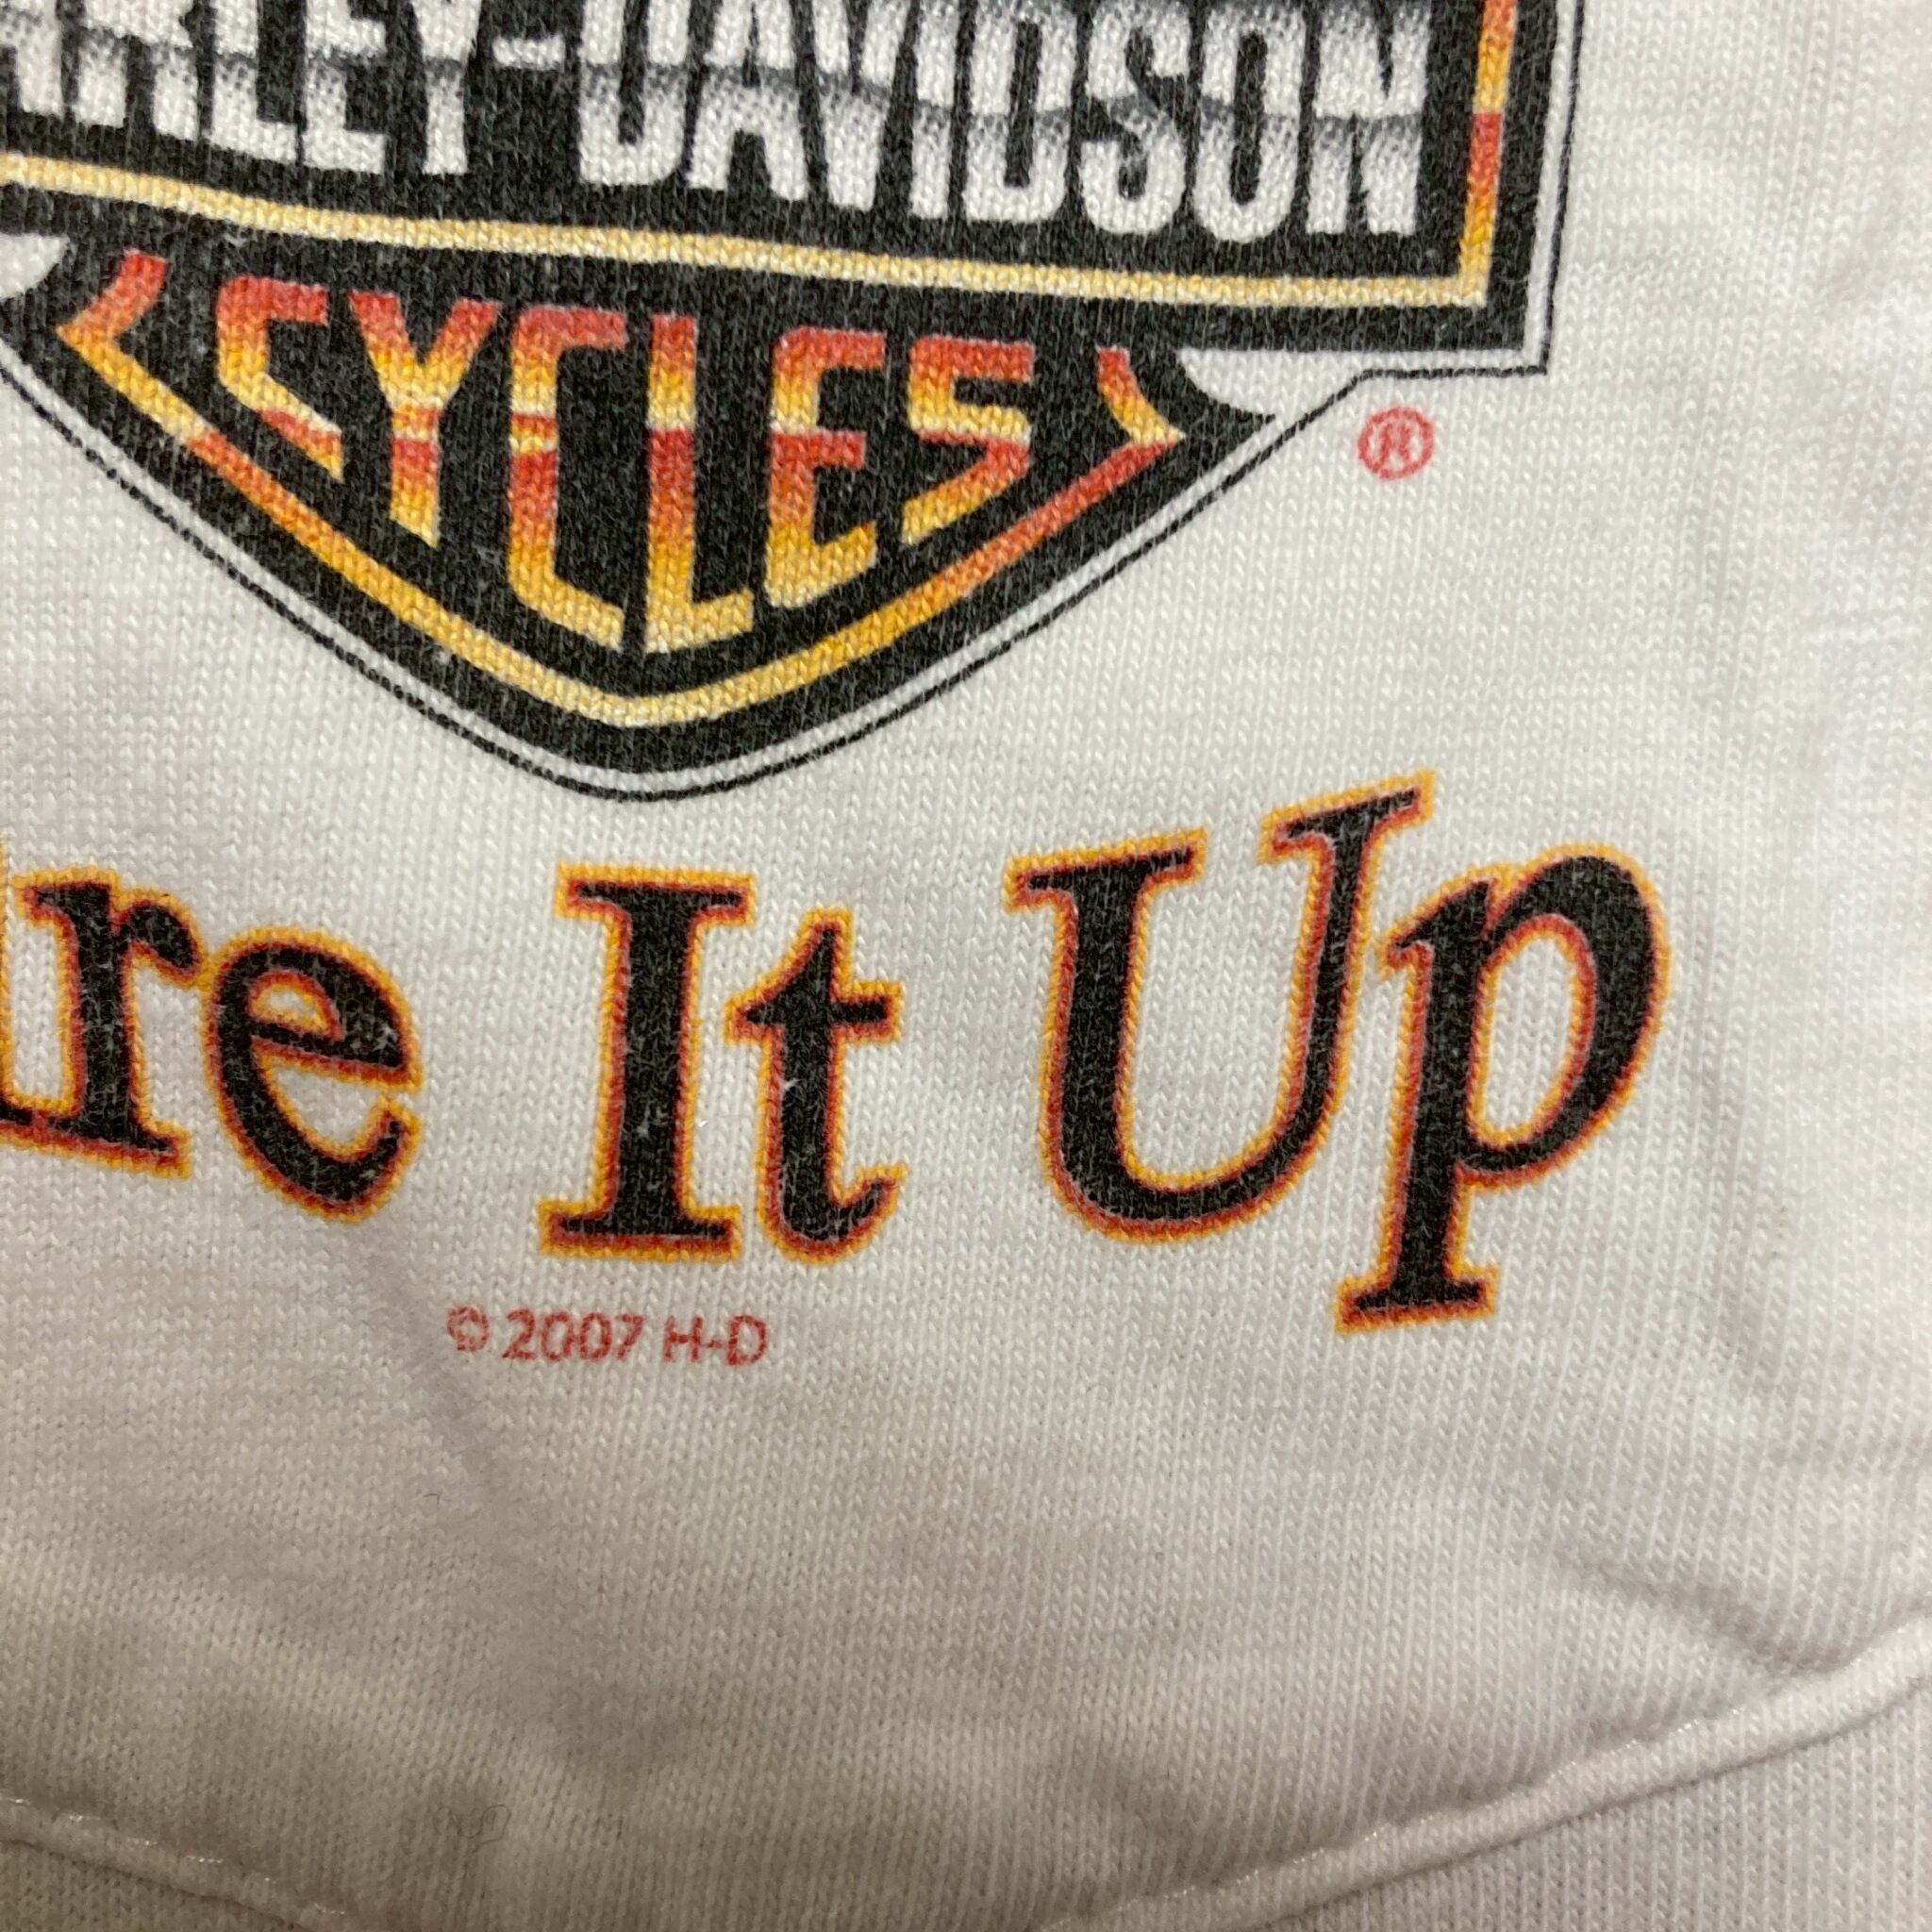 ARLEY-DAVIDSON
CYCLES
®
re It Up
© 2007 H-D